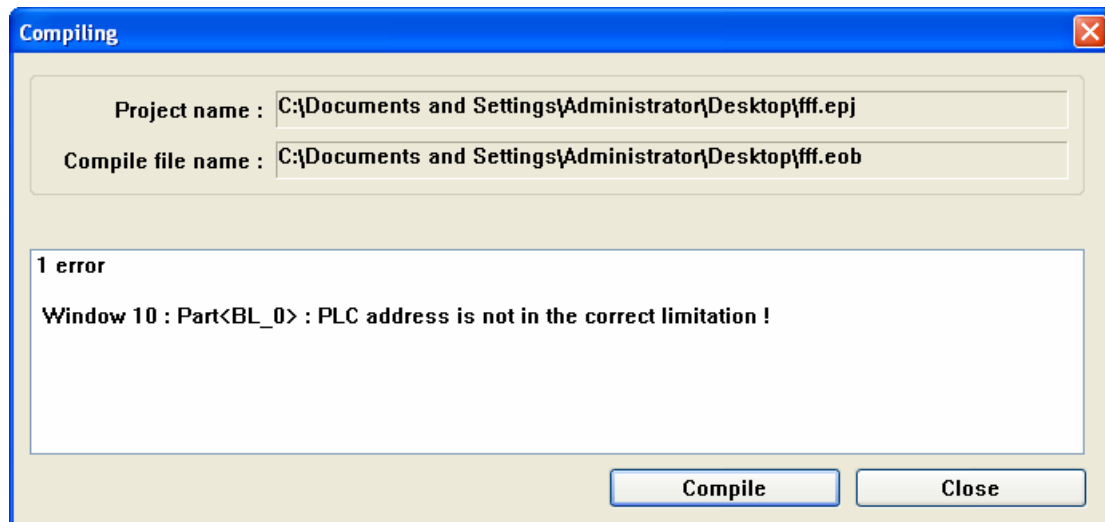 Compiling
Project name : C:\Documents and Settings\Administrator\Desktop\fff.epj
Compile file name : C:\Documents and Settings\Administrator\Desktop\fff.eob
1 error
Window 10 : Part<BL_0> : PLC address is not in the correct limitation !
Compile Close